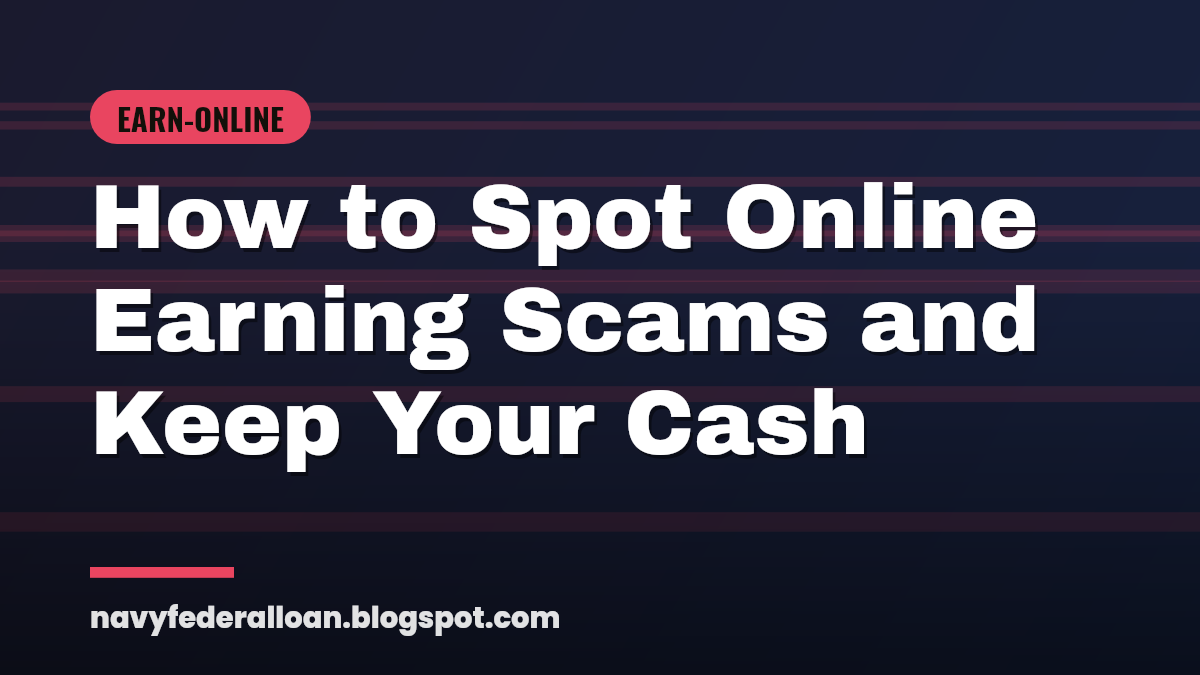 EARN-ONLINE
How to Spot Online
Earning Scams and
Keep Your Cash
navyfederalloan.blogspot.com